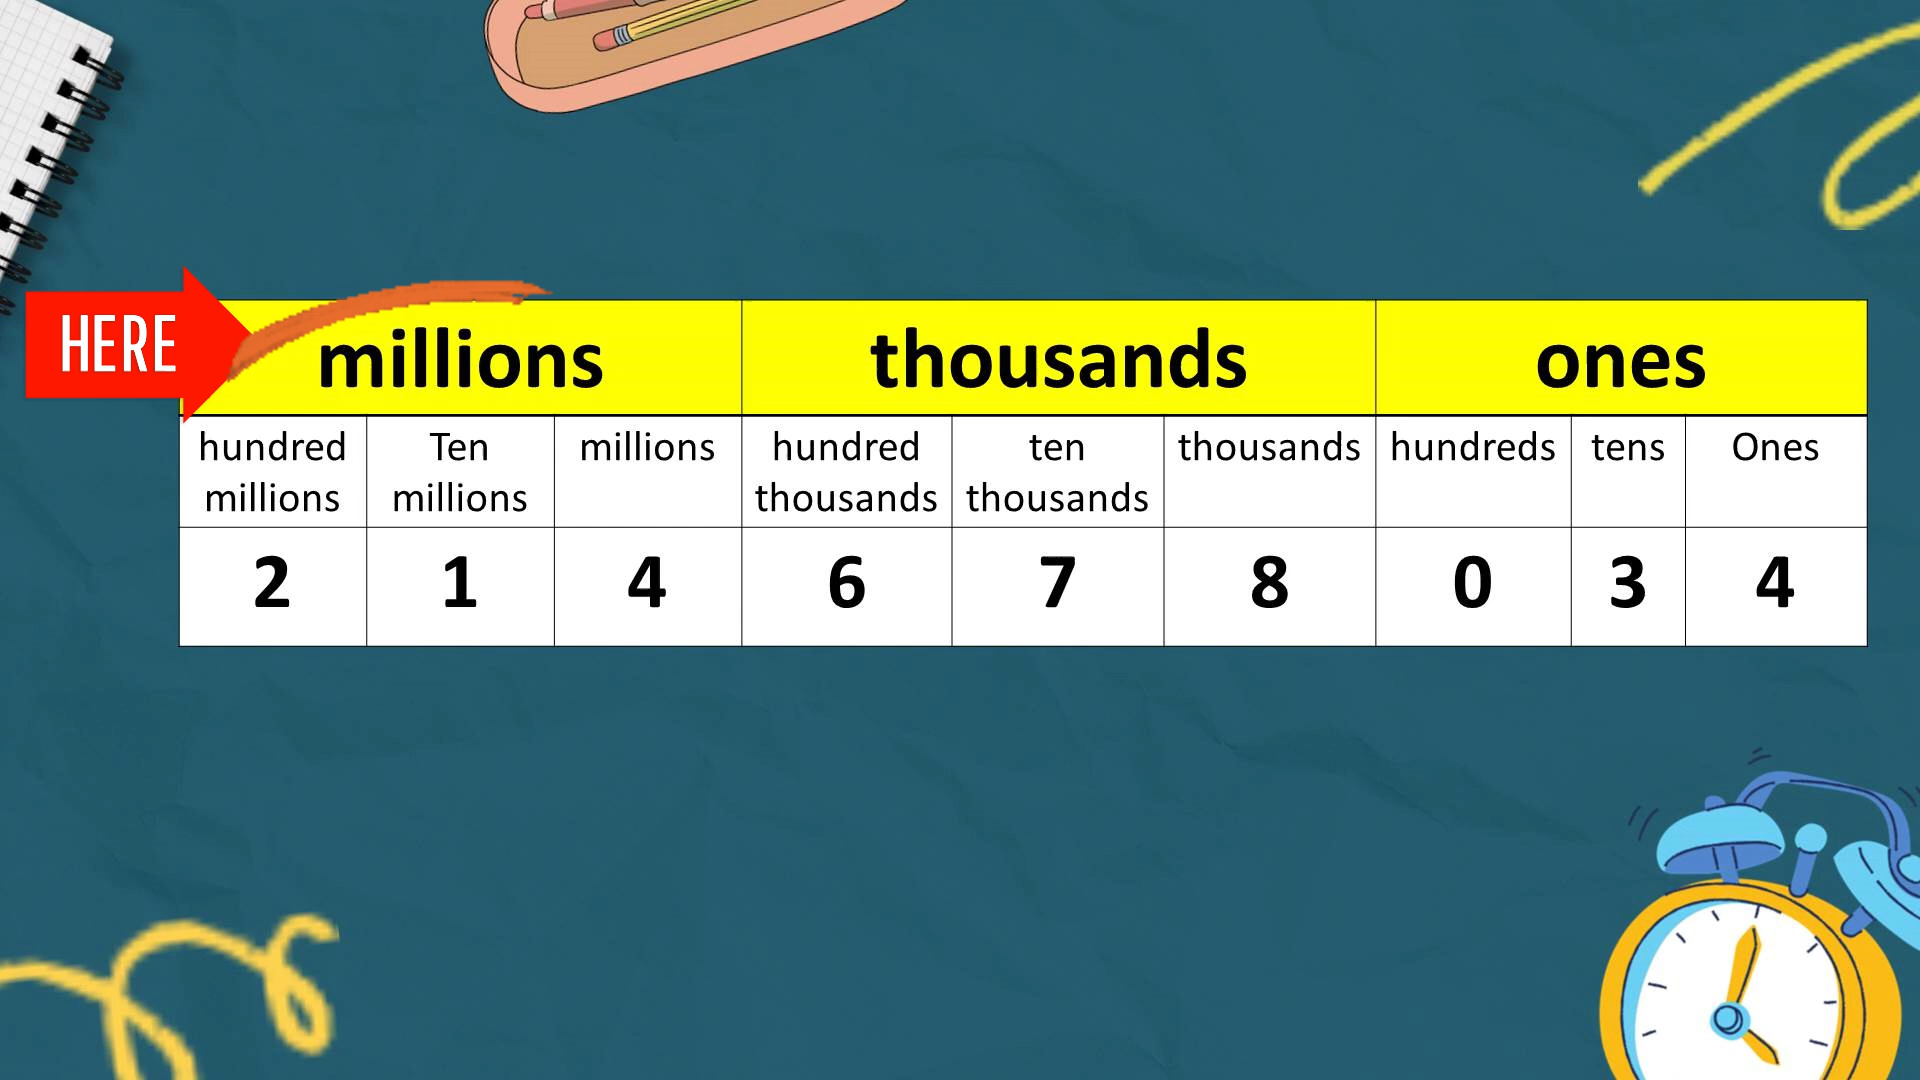 HERE
millions thousands ones
hundred millions Ten millions millions hundred thousands ten thousands thousands hundreds tens Ones
2 1 4 6 7 8 0 3 4